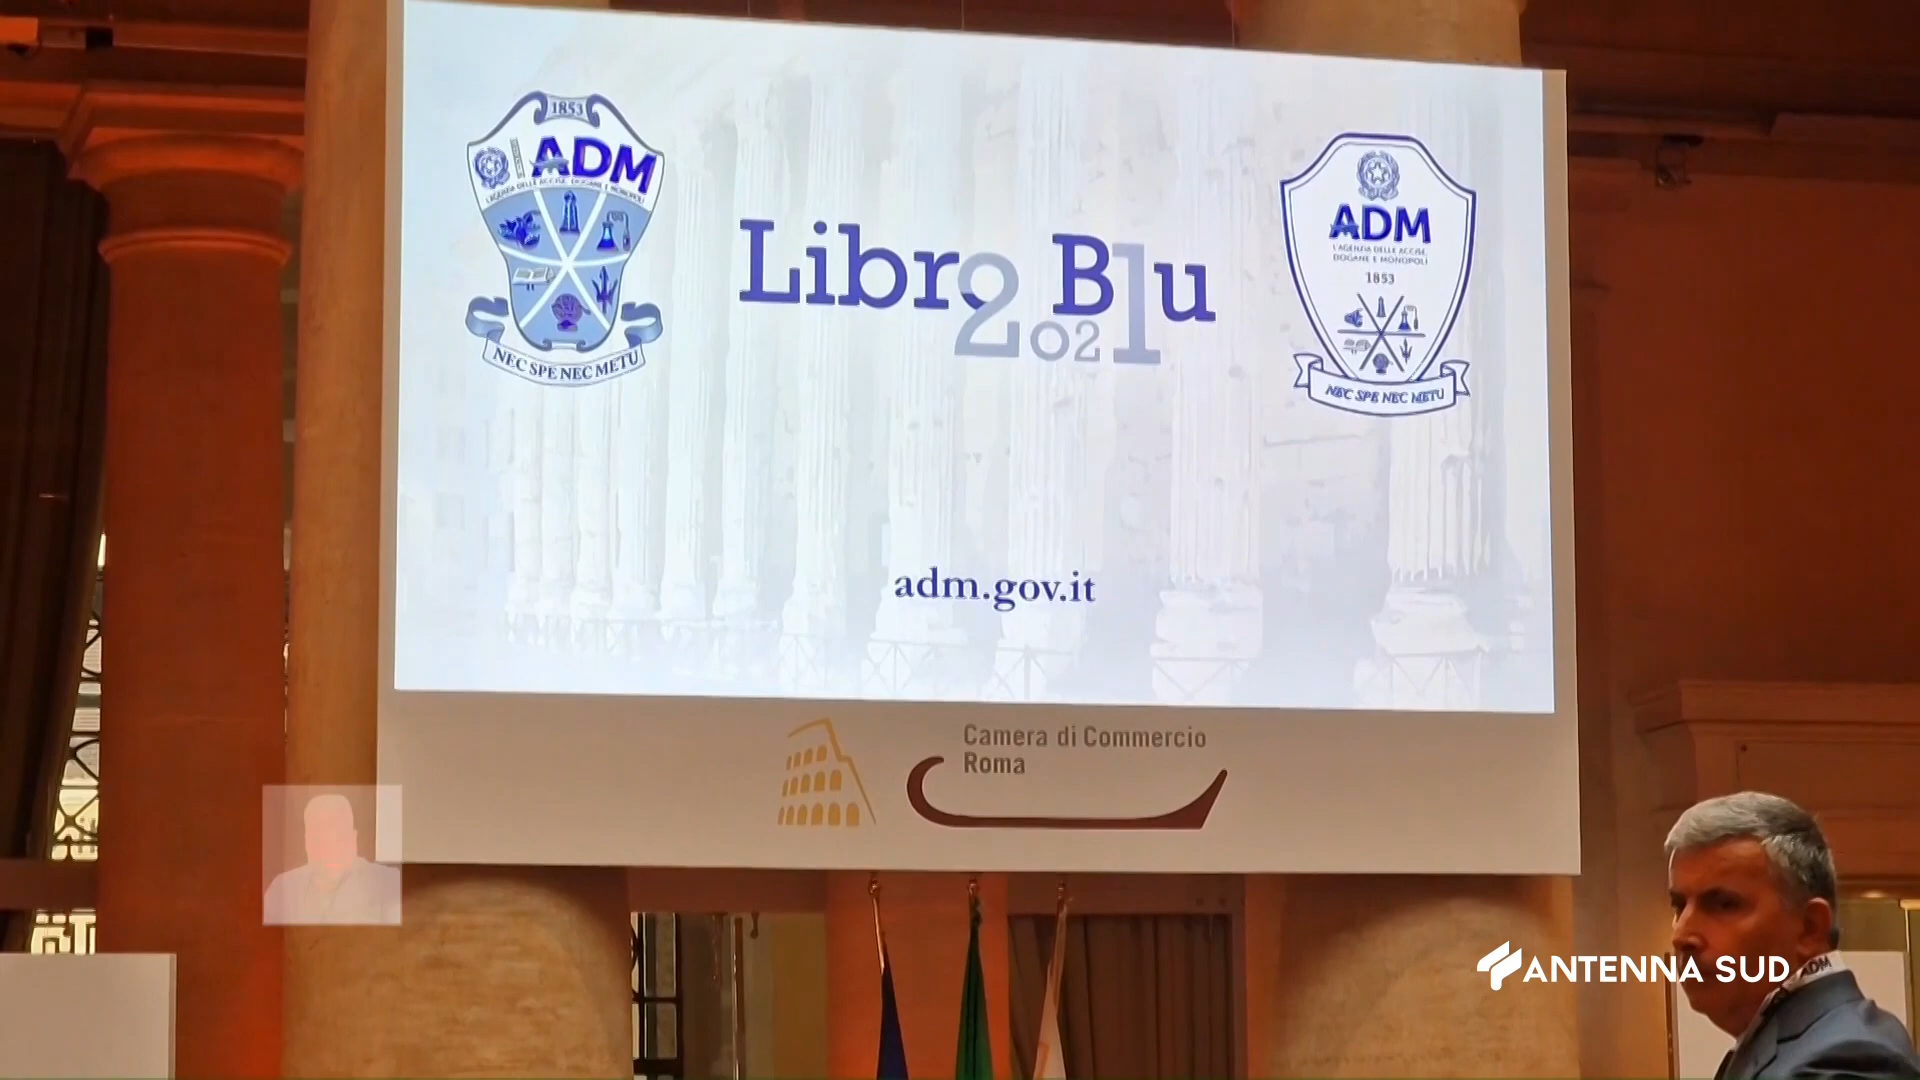 1853
ADM
L'AGENZIA DELLE ACCISE, DOGANE E MONOPOLI
NEC SPE NEC METU
Libro Blu
2021
ADM
L'AGENZIA DELLE ACCISE,
DOGANE E MONOPOLI
1853
NEC SPE NEC METU
adm.gov.it
Camera di Commercio
Roma
ADM
ANTENNA SUD